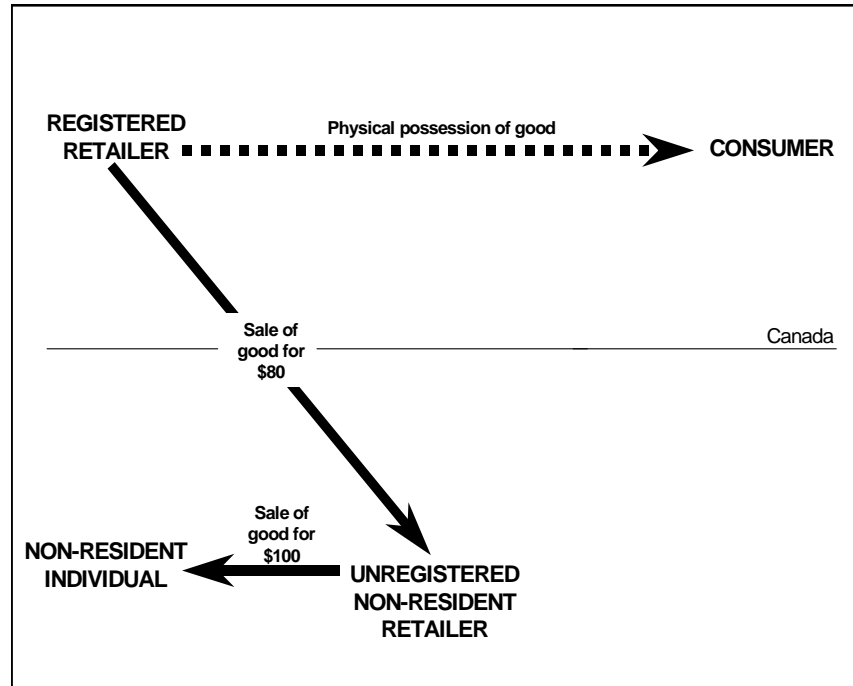 REGISTERED
RETAILER
Physical possession of good
CONSUMER
Sale of
good for
$80
Canada
Sale of
good for
$100
NON-RESIDENT
INDIVIDUAL
UNREGISTERED
NON-RESIDENT
RETAILER